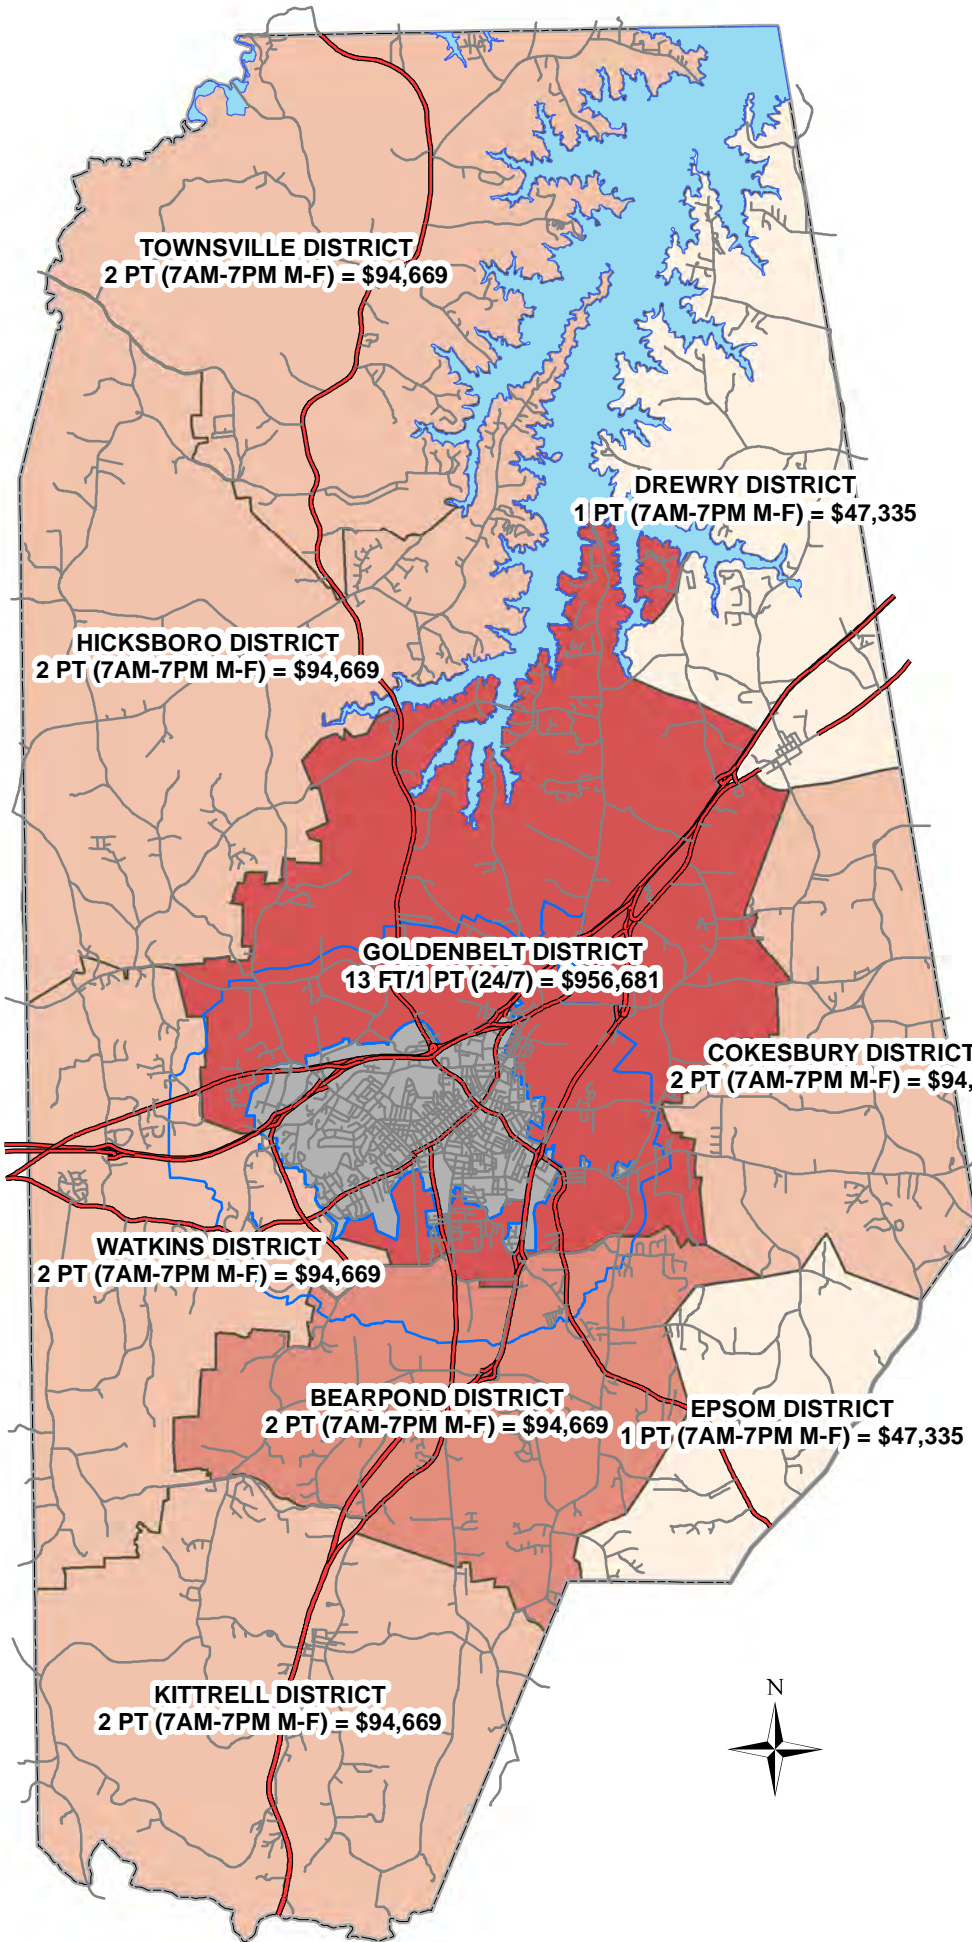 TOWNSVILLE DISTRICT
2 PT (7AM-7PM M-F) = $94,669
DREWRY DISTRICT
1 PT (7AM-7PM M-F) = $47,335
HICKSBORO DISTRICT
2 PT (7AM-7PM M-F) = $94,669
GOLDENBELT DISTRICT
13 FT/1 PT (24/7) = $956,681
COKESBURY DISTRICT
2 PT (7AM-7PM M-F) = $94,
WATKINS DISTRICT
2 PT (7AM-7PM M-F) = $94,669
BEARPOND DISTRICT
2 PT (7AM-7PM M-F) = $94,669
EPSOM DISTRICT
1 PT (7AM-7PM M-F) = $47,335
KITTRELL DISTRICT
2 PT (7AM-7PM M-F) = $94,669
N